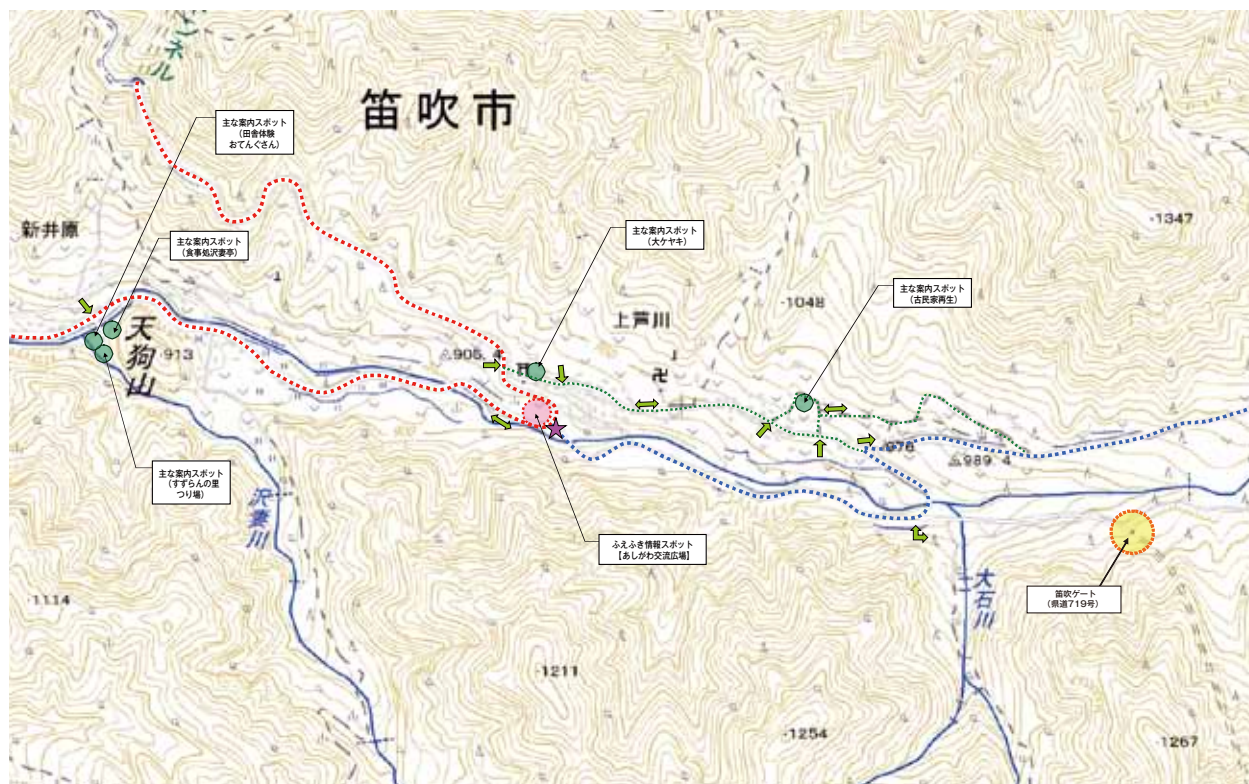 ンネル
笛吹市
主な案内スポット
(田舎体験
おてんぐさん)
新井原
主な案内スポット
(食事処沢妻亭)
主な案内スポット
(大ケヤキ)
・1347
主な案内スポット
(古民家再生)
・1048
上芦川
天狗山
・913
△905.4
卍
・976
△989.4
主な案内スポット
(すずらんの里
つり場)
沢妻川
ふえふき情報スポット
【あしがわ交流広場】
大石川
笛吹ゲート
(県道719号)
・1114
・1211
・1254
・1267